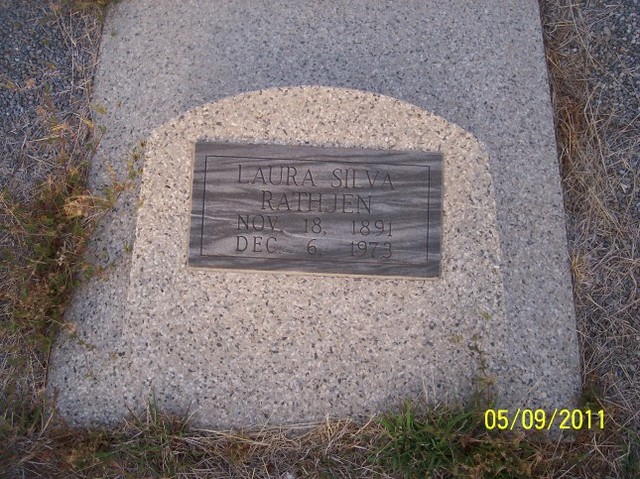 LAURA SILVA
RATHJEN
NOV. 18, 1891
DEC. 6, 1973
05/09/2011